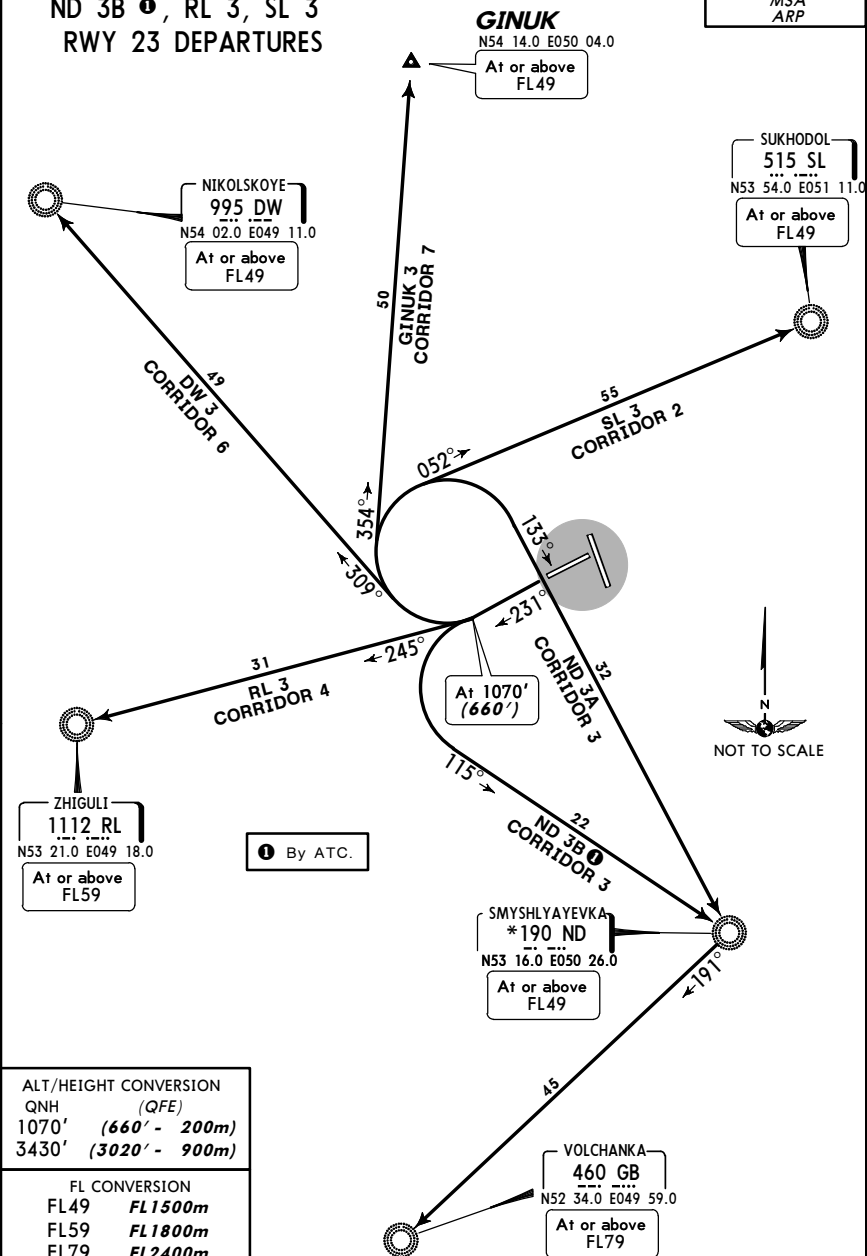 ND 3B ❶, RL 3, SL 3
RWY 23 DEPARTURES
MSA
ARP
GINUK
N54 14.0 E050 04.0
At or above
FL49
SUKHODOL
515 SL
N53 54.0 E051 11.0
At or above
FL49
NIKOLSKOYE
995 DW
N54 02.0 E049 11.0
At or above
FL49
50
GINUK 3
CORRIDOR 7
49
DW 3
CORRIDOR 6
55
SL 3
CORRIDOR 2
052°
354°
133°
309°
231°
245°
31
RL 3
CORRIDOR 4
At 1070'
(660')
32
ND 3A
CORRIDOR 3
N
NOT TO SCALE
115°
22
ND 3B ❶
CORRIDOR 3
ZHIGULI
1112 RL
N53 21.0 E049 18.0
At or above
FL59
❶ By ATC.
SMYSHLYAYEVKA
*190 ND
N53 16.0 E050 26.0
At or above
FL49
191°
45
ALT/HEIGHT CONVERSION
QNH (QFE)
1070' (660' - 200m)
3430' (3020' - 900m)
FL CONVERSION
FL49 FL1500m
FL59 FL1800m
FL79 FL2400m
VOLCHANKA
460 GB
N52 34.0 E049 59.0
At or above
FL79